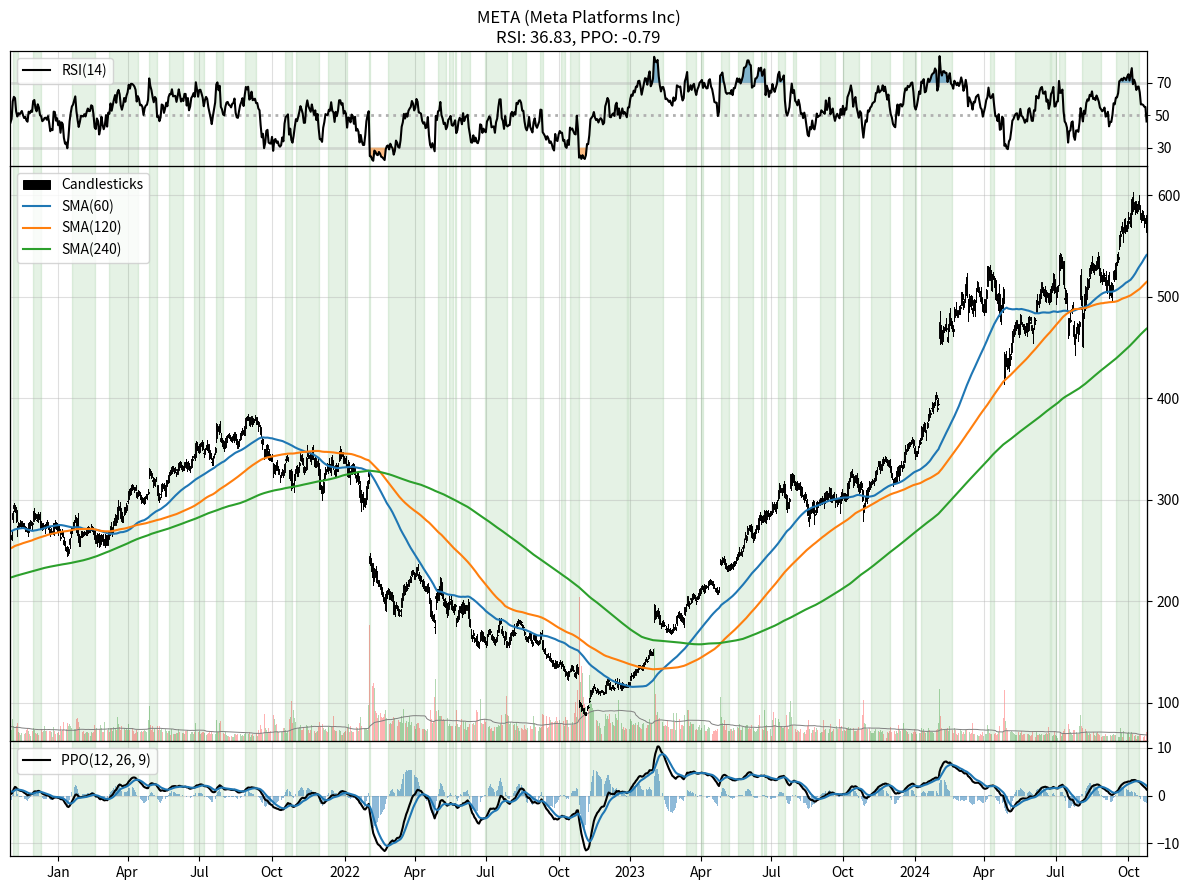 META (Meta Platforms Inc)
RSI: 36.83, PPO: -0.79
RSI(14)
70
50
30
Candlesticks
SMA(60)
SMA(120)
SMA(240)
600
500
400
300
200
100
PPO(12, 26, 9)
10
0
−10
Jan Apr Jul Oct 2022 Apr Jul Oct 2023 Apr Jul Oct 2024 Apr Jul Oct